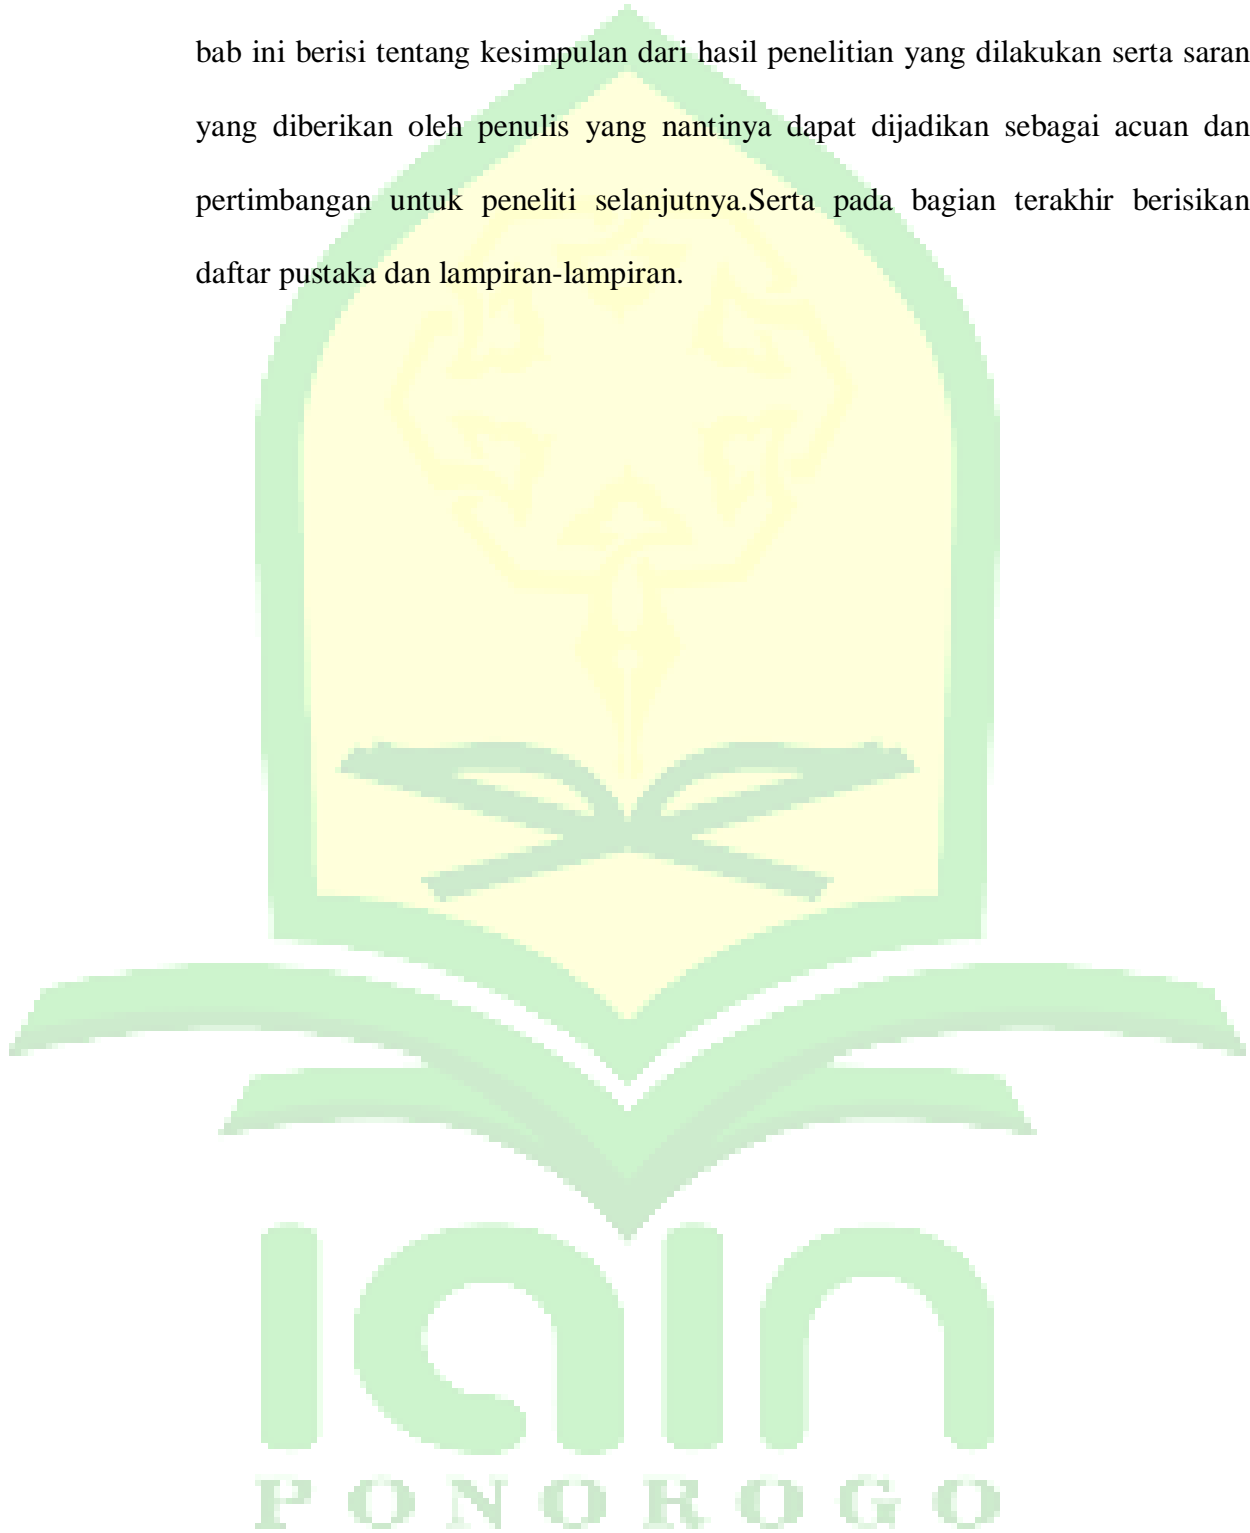 bab ini berisi tentang kesimpulan dari hasil penelitian yang dilakukan serta saran
yang diberikan oleh penulis yang nantinya dapat dijadikan sebagai acuan dan
pertimbangan untuk peneliti selanjutnya.Serta pada bagian terakhir berisikan
daftar pustaka dan lampiran-lampiran.
iain
PONOROGO